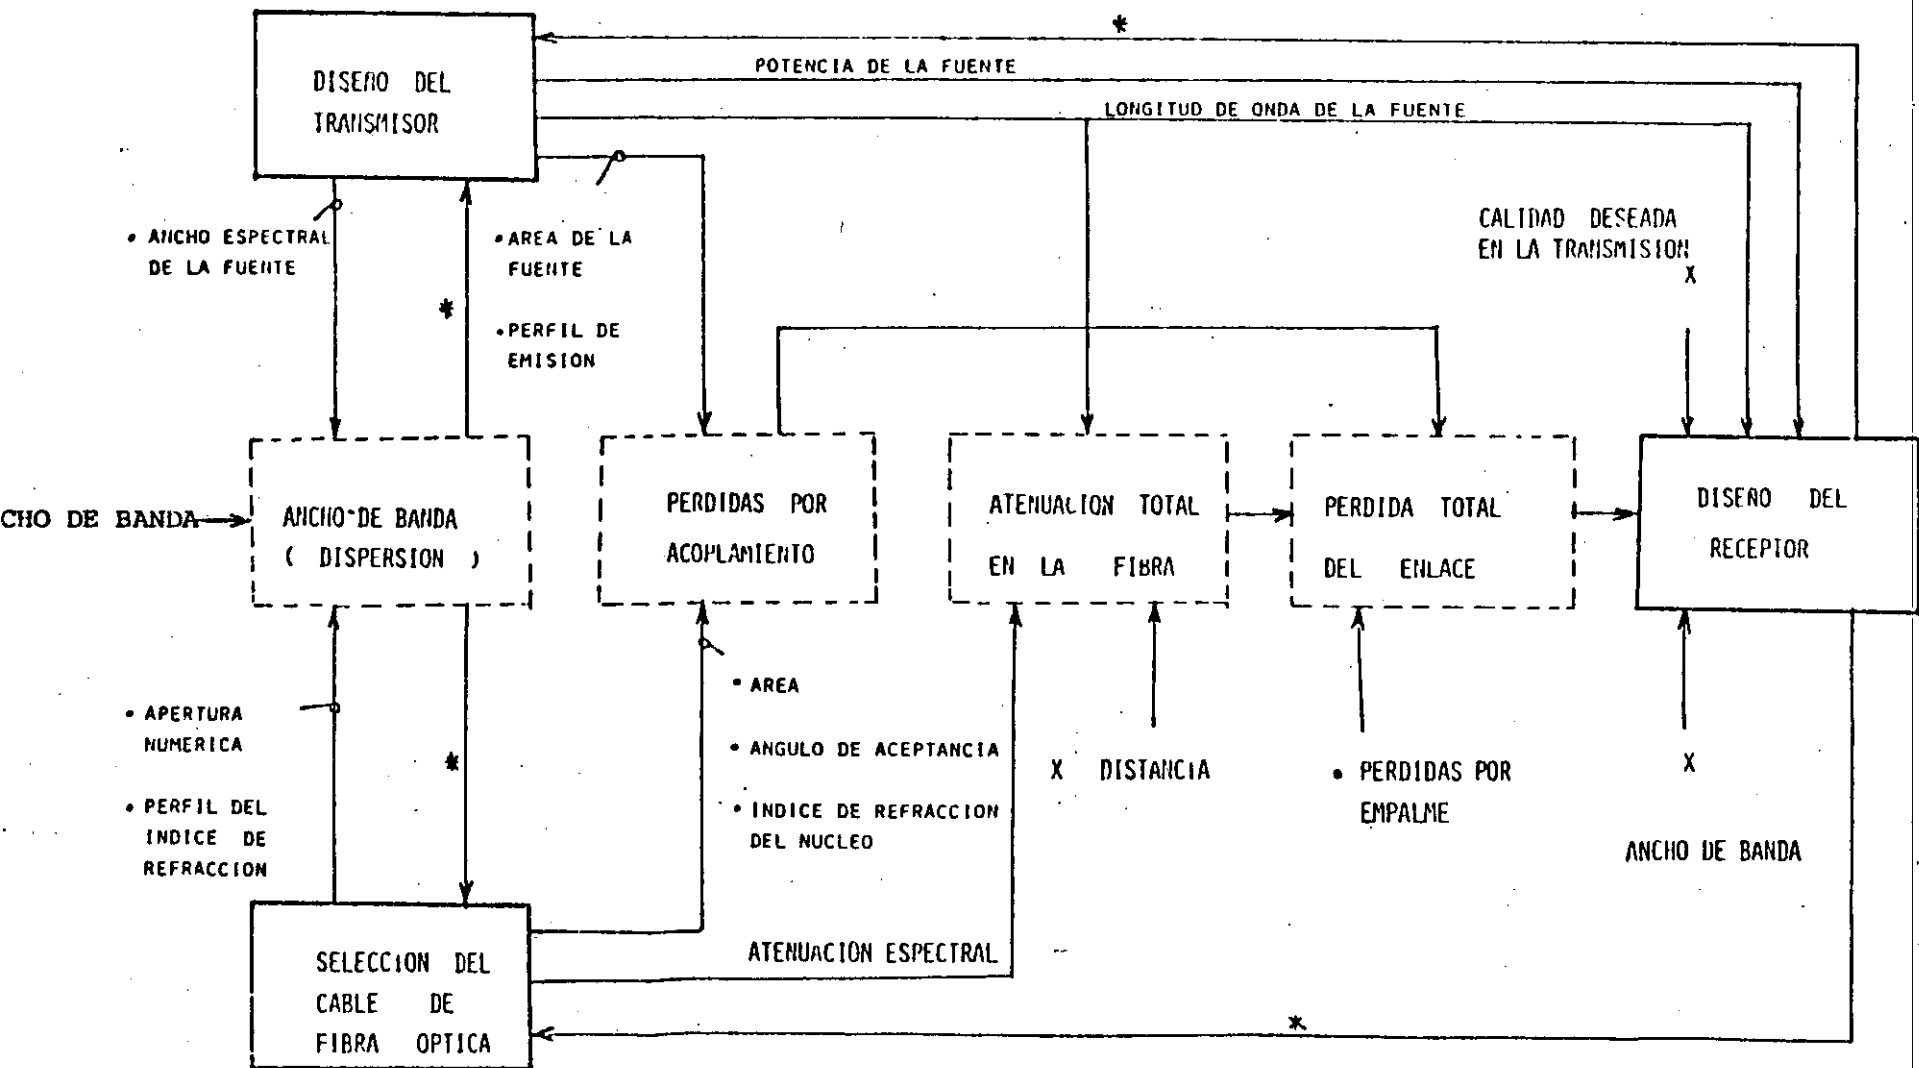 *
POTENCIA DE LA FUENTE
DISEÑO DEL
TRANSMISOR
LONGITUD DE ONDA DE LA FUENTE
• ANCHO ESPECTRAL
DE LA FUENTE
*
• AREA DE LA
FUENTE
• PERFIL DE
EMISION
CALIDAD DESEADA
EN LA TRANSMISION
X
CHO DE BANDA
ANCHO DE BANDA
( DISPERSION )
PERDIDAS POR
ACOPLAMIENTO
ATENUACION TOTAL
EN LA FIBRA
PERDIDA TOTAL
DEL ENLACE
DISEÑO DEL
RECEPTOR
• APERTURA
NUMERICA
• PERFIL DEL
INDICE DE
REFRACCION
*
• AREA
• ANGULO DE ACEPTANCIA
• INDICE DE REFRACCION
DEL NUCLEO
X DISTANCIA
• PERDIDAS POR
EMPALME
X
ANCHO DE BANDA
SELECCION DEL
CABLE DE
FIBRA OPTICA
ATENUACION ESPECTRAL
*